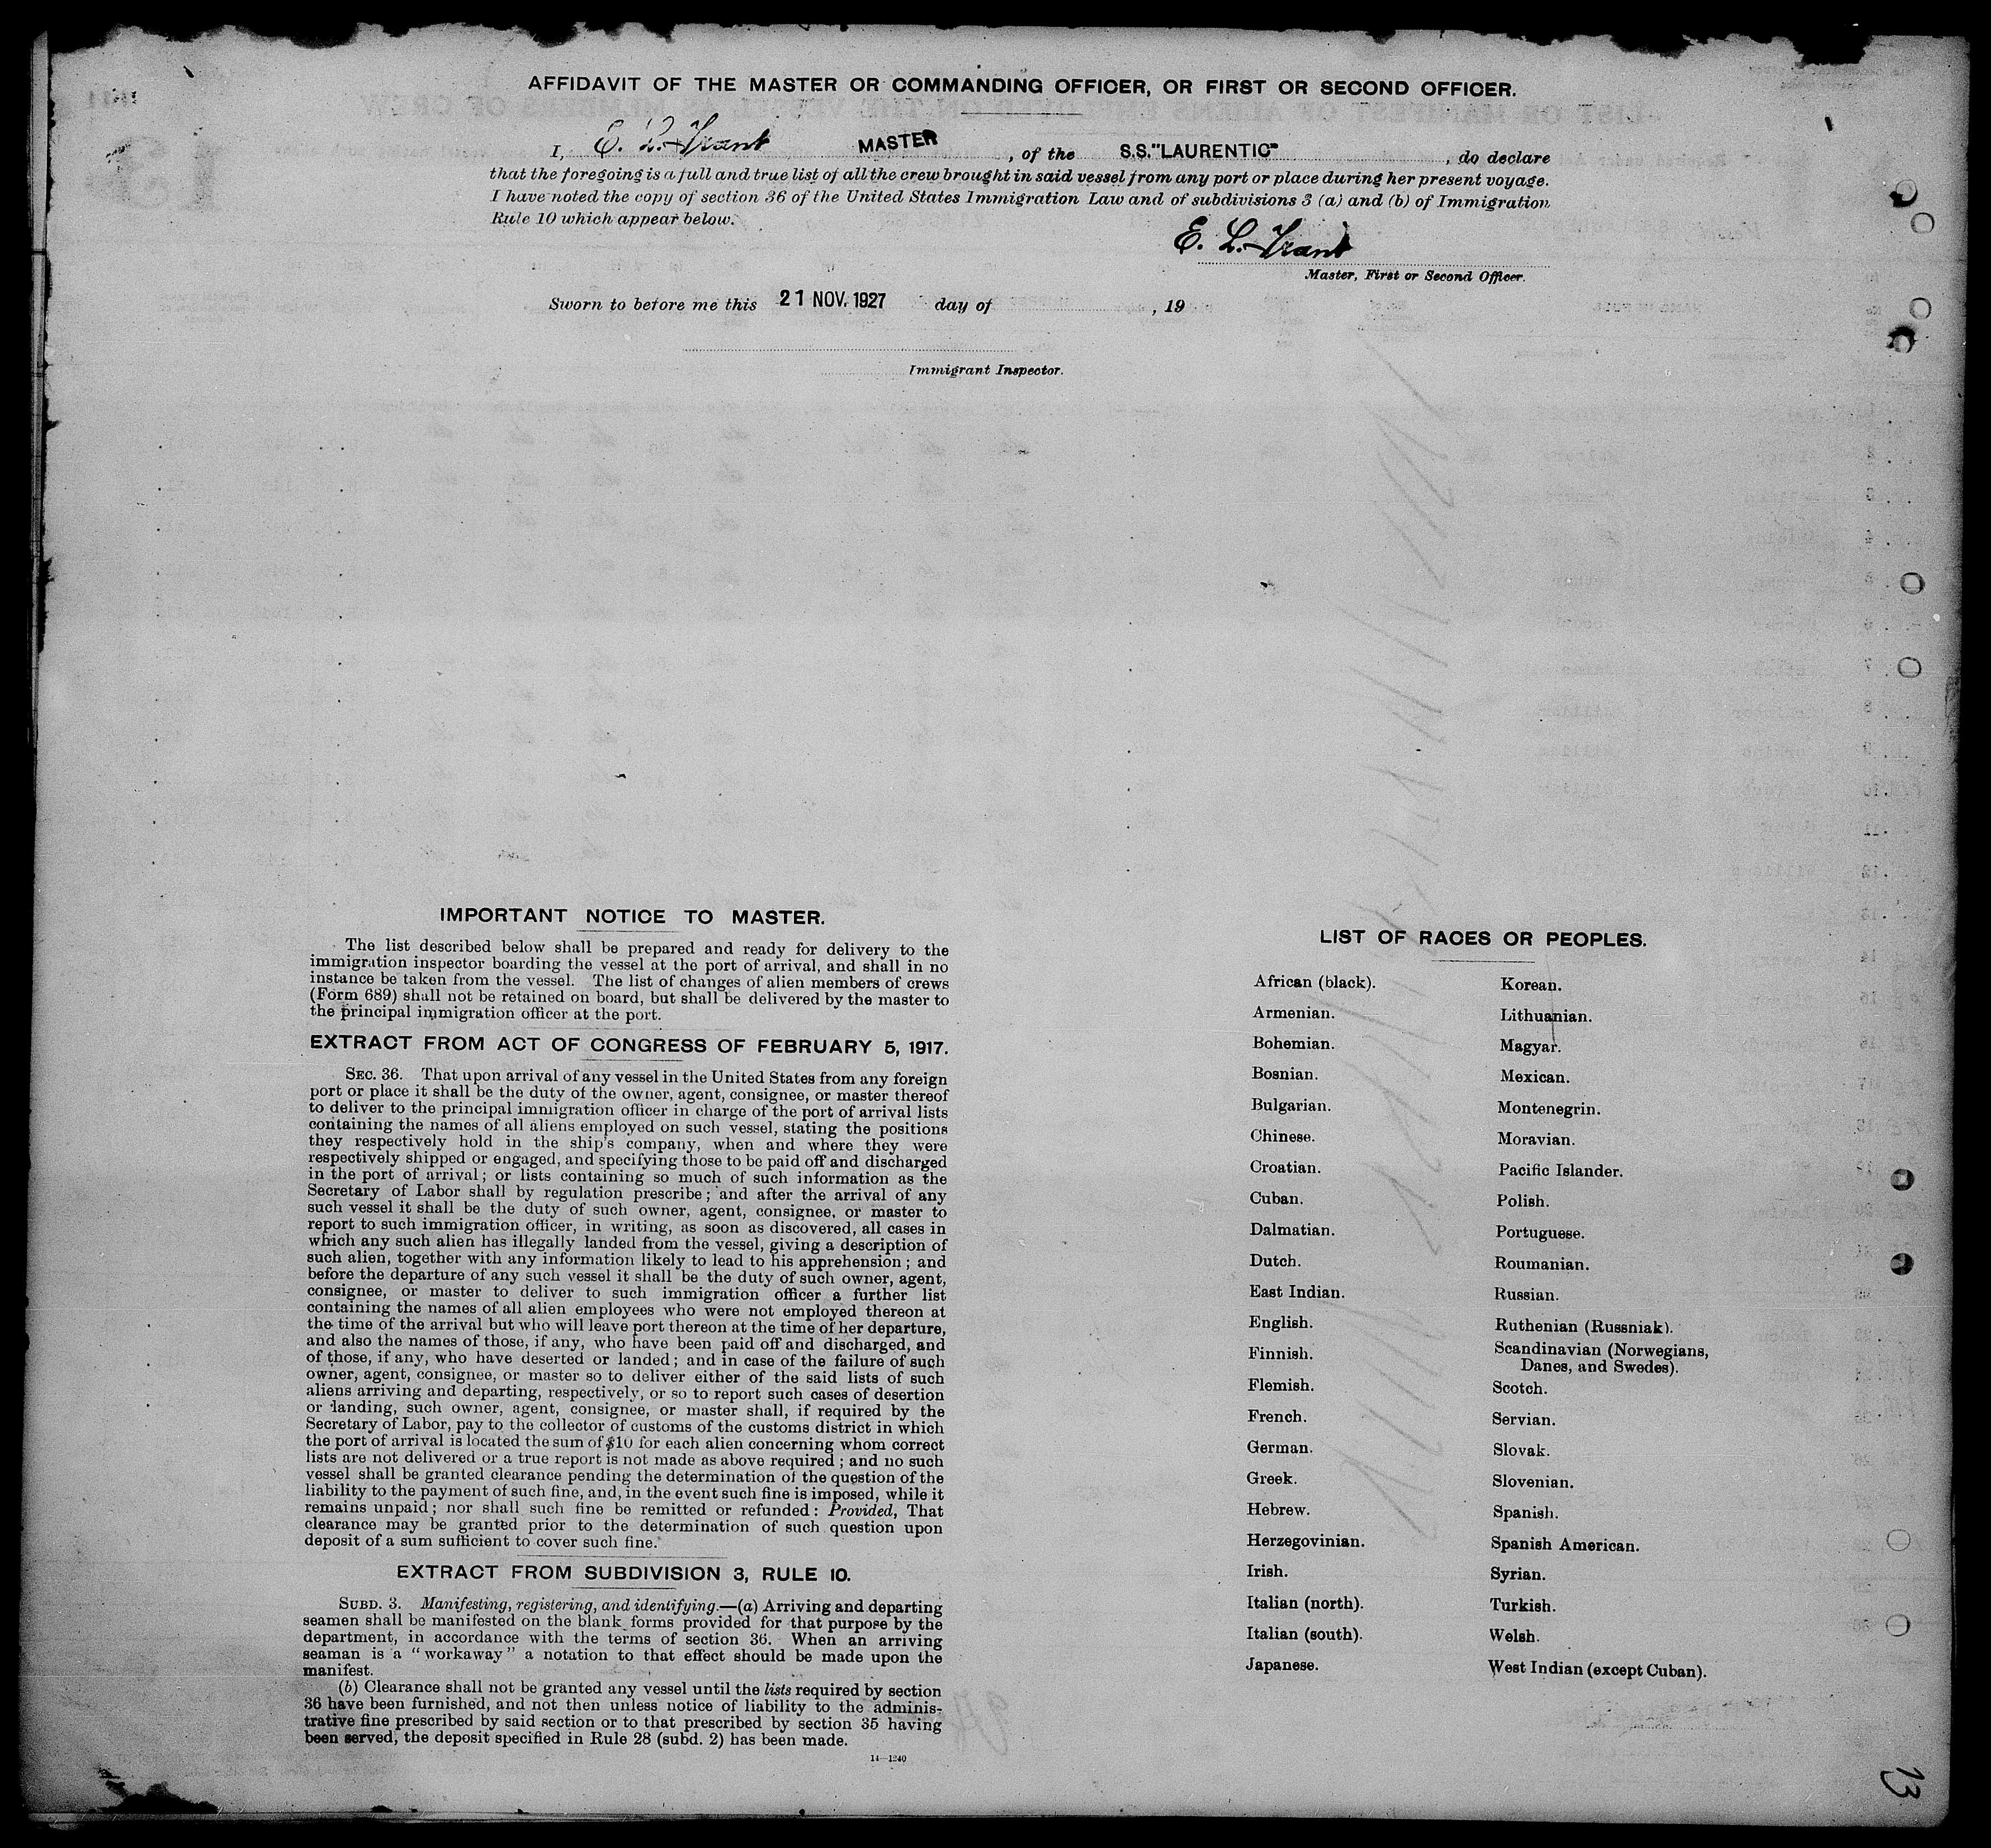 AFFIDAVIT OF THE MASTER OR COMMANDING OFFICER, OR FIRST OR SECOND OFFICER.
I, E. L. Trant MASTER, of the S.S."LAURENTIC", do declare
that the foregoing is a full and true list of all the crew brought in said vessel from any port or place during her present voyage.
I have noted the copy of section 36 of the United States Immigration Law and of subdivisions 3 (a) and (b) of Immigration
Rule 10 which appear below.
E. L. Trant
Master, First or Second Officer.
Sworn to before me this 21 NOV. 1927 day of , 19
Immigrant Inspector.
IMPORTANT NOTICE TO MASTER.
The list described below shall be prepared and ready for delivery to the
immigration inspector boarding the vessel at the port of arrival, and shall in no
instance be taken from the vessel. The list of changes of alien members of crews
(Form 689) shall not be retained on board, but shall be delivered by the master to
the principal immigration officer at the port.
EXTRACT FROM ACT OF CONGRESS OF FEBRUARY 5, 1917.
SEC. 36. That upon arrival of any vessel in the United States from any foreign
port or place it shall be the duty of the owner, agent, consignee, or master thereof
to deliver to the principal immigration officer in charge of the port of arrival lists
containing the names of all aliens employed on such vessel, stating the positions
they respectively hold in the ship's company, when and where they were
respectively shipped or engaged, and specifying those to be paid off and discharged
in the port of arrival; or lists containing so much of such information as the
Secretary of Labor shall by regulation prescribe; and after the arrival of any
such vessel it shall be the duty of such owner, agent, consignee, or master to
report to such immigration officer, in writing, as soon as discovered, all cases in
which any such alien has illegally landed from the vessel, giving a description of
such alien, together with any information likely to lead to his apprehension; and
before the departure of any such vessel it shall be the duty of such owner, agent,
consignee, or master to deliver to such immigration officer a further list
containing the names of all alien employees who were not employed thereon at
the time of the arrival but who will leave port thereon at the time of her departure,
and also the names of those, if any, who have been paid off and discharged, and
of those, if any, who have deserted or landed; and in case of the failure of such
owner, agent, consignee, or master so to deliver either of the said lists of such
aliens arriving and departing, respectively, or so to report such cases of desertion
or landing, such owner, agent, consignee, or master shall, if required by the
Secretary of Labor, pay to the collector of customs of the customs district in which
the port of arrival is located the sum of $10 for each alien concerning whom correct
lists are not delivered or a true report is not made as above required; and no such
vessel shall be granted clearance pending the determination of the question of the
liability to the payment of such fine, and, in the event such fine is imposed, while it
remains unpaid; nor shall such fine be remitted or refunded: Provided, That
clearance may be granted prior to the determination of such question upon
deposit of a sum sufficient to cover such fine.
EXTRACT FROM SUBDIVISION 3, RULE 10.
SUBD. 3. Manifesting, registering, and identifying.—(a) Arriving and departing
seamen shall be manifested on the blank forms provided for that purpose by the
department, in accordance with the terms of section 36. When an arriving
seaman is a "workaway" a notation to that effect should be made upon the
manifest.
(b) Clearance shall not be granted any vessel until the lists required by section
36 have been furnished, and not then unless notice of liability to the adminis-
trative fine prescribed by said section or to that prescribed by section 35 having
been served, the deposit specified in Rule 28 (subd. 2) has been made.
14—1240
LIST OF RACES OR PEOPLES.
African (black).
Armenian.
Bohemian.
Bosnian.
Bulgarian.
Chinese.
Croatian.
Cuban.
Dalmatian.
Dutch.
East Indian.
English.
Finnish.
Flemish.
French.
German.
Greek.
Hebrew.
Herzegovinian.
Irish.
Italian (north).
Italian (south).
Japanese.
Korean.
Lithuanian.
Magyar.
Mexican.
Montenegrin.
Moravian.
Pacific Islander.
Polish.
Portuguese.
Roumanian.
Russian.
Ruthenian (Russniak).
Scandinavian (Norwegians,
Danes, and Swedes).
Scotch.
Servian.
Slovak.
Slovenian.
Spanish.
Spanish American.
Syrian.
Turkish.
Welsh.
West Indian (except Cuban).
13